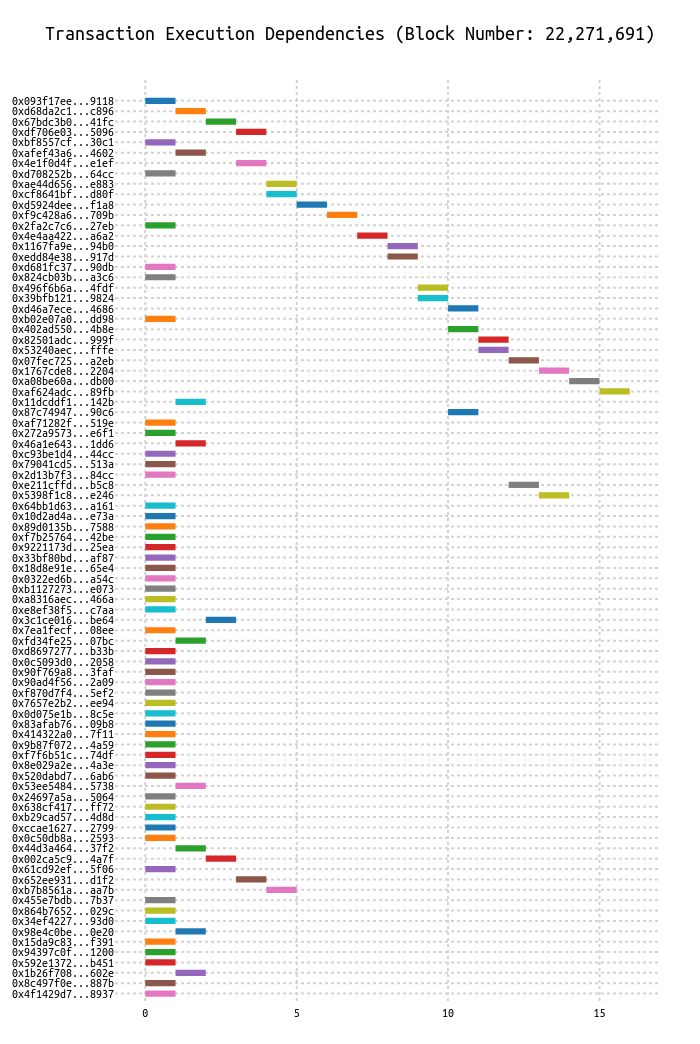 Transaction Execution Dependencies (Block Number: 22,271,691)
0x093f17ee...9118
0xd68da2c1...c896
0x67bdc3b0...41fc
0xdf706e03...5096
0xbf8557cf...30c1
0xafef43a6...4602
0x4e1f0d4f...e1ef
0xd708252b...64cc
0xae44d656...e883
0xcf8641bf...d80f
0xd5924dee...f1a8
0xf9c428a6...709b
0x2fa2c7c6...27eb
0x4e4aa422...a6a2
0x1167fa9e...94b0
0xedd84e38...917d
0xd681fc37...90db
0x824cb03b...a3c6
0x496f6b6a...4fdf
0x39bfb121...9824
0xd46a7ece...4686
0xb02e07a0...dd98
0x402ad550...4b8e
0x82501adc...999f
0x53240aec...fffe
0x07fec725...a2eb
0x1767cde8...2204
0xa08be60a...db00
0xaf624adc...89fb
0x11dcddf1...142b
0x87c74947...90c6
0xaf71282f...519e
0x272a9573...e6f1
0x46a1e643...1dd6
0xc93be1d4...44cc
0x79041cd5...513a
0x2d13b7f3...84cc
0xe211cffd...b5c8
0x5398f1c8...e246
0x64bb1d63...a161
0x10d2ad4a...e73a
0x89d0135b...7588
0xf7b25764...42be
0x9221173d...25ea
0x33bf80bd...af87
0x18d8e91e...65e4
0x0322ed6b...a54c
0xb1127273...e073
0xa8316aec...466a
0xe8ef38f5...c7aa
0x3c1ce016...be64
0x7ea1fecf...08ee
0xfd34fe25...07bc
0xd8697277...b33b
0x0c5093d0...2058
0x90f769a8...3faf
0x90ad4f56...2a09
0xf870d7f4...5ef2
0x7657e2b2...ee94
0x0d075e1b...8c5e
0x83afab76...09b8
0x414322a0...7f11
0x9b87f072...4a59
0xf7f6b51c...74df
0x8e029a2e...4a3e
0x520dabd7...6ab6
0x53ee5484...5738
0x24697a5a...5064
0x638cf417...ff72
0xb29cad57...4d8d
0xccae1627...2799
0x0c50db8a...2593
0x44d3a464...37f2
0x002ca5c9...4a7f
0x61cd92ef...5f06
0x652ee931...d1f2
0xb7b8561a...aa7b
0x455e7bdb...7b37
0x864b7652...029c
0x34ef4227...93d0
0x98e4c0be...0e20
0x15da9c83...f391
0x94397c0f...1200
0x592e1372...b451
0x1b26f708...602e
0x8c497f0e...887b
0x4f1429d7...8937
0 5 10 15